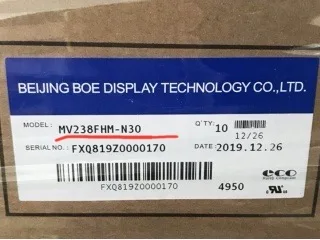 BEIJING BOE DISPLAY TECHNOLOGY CO.,LTD.
MODEL: MV238FHM-N30 Q'TY: 10
12/26
SERIAL NO.: FXQ819Z0000170 DATE: 2019.12.26
FXQ819Z0000170 4950 eco